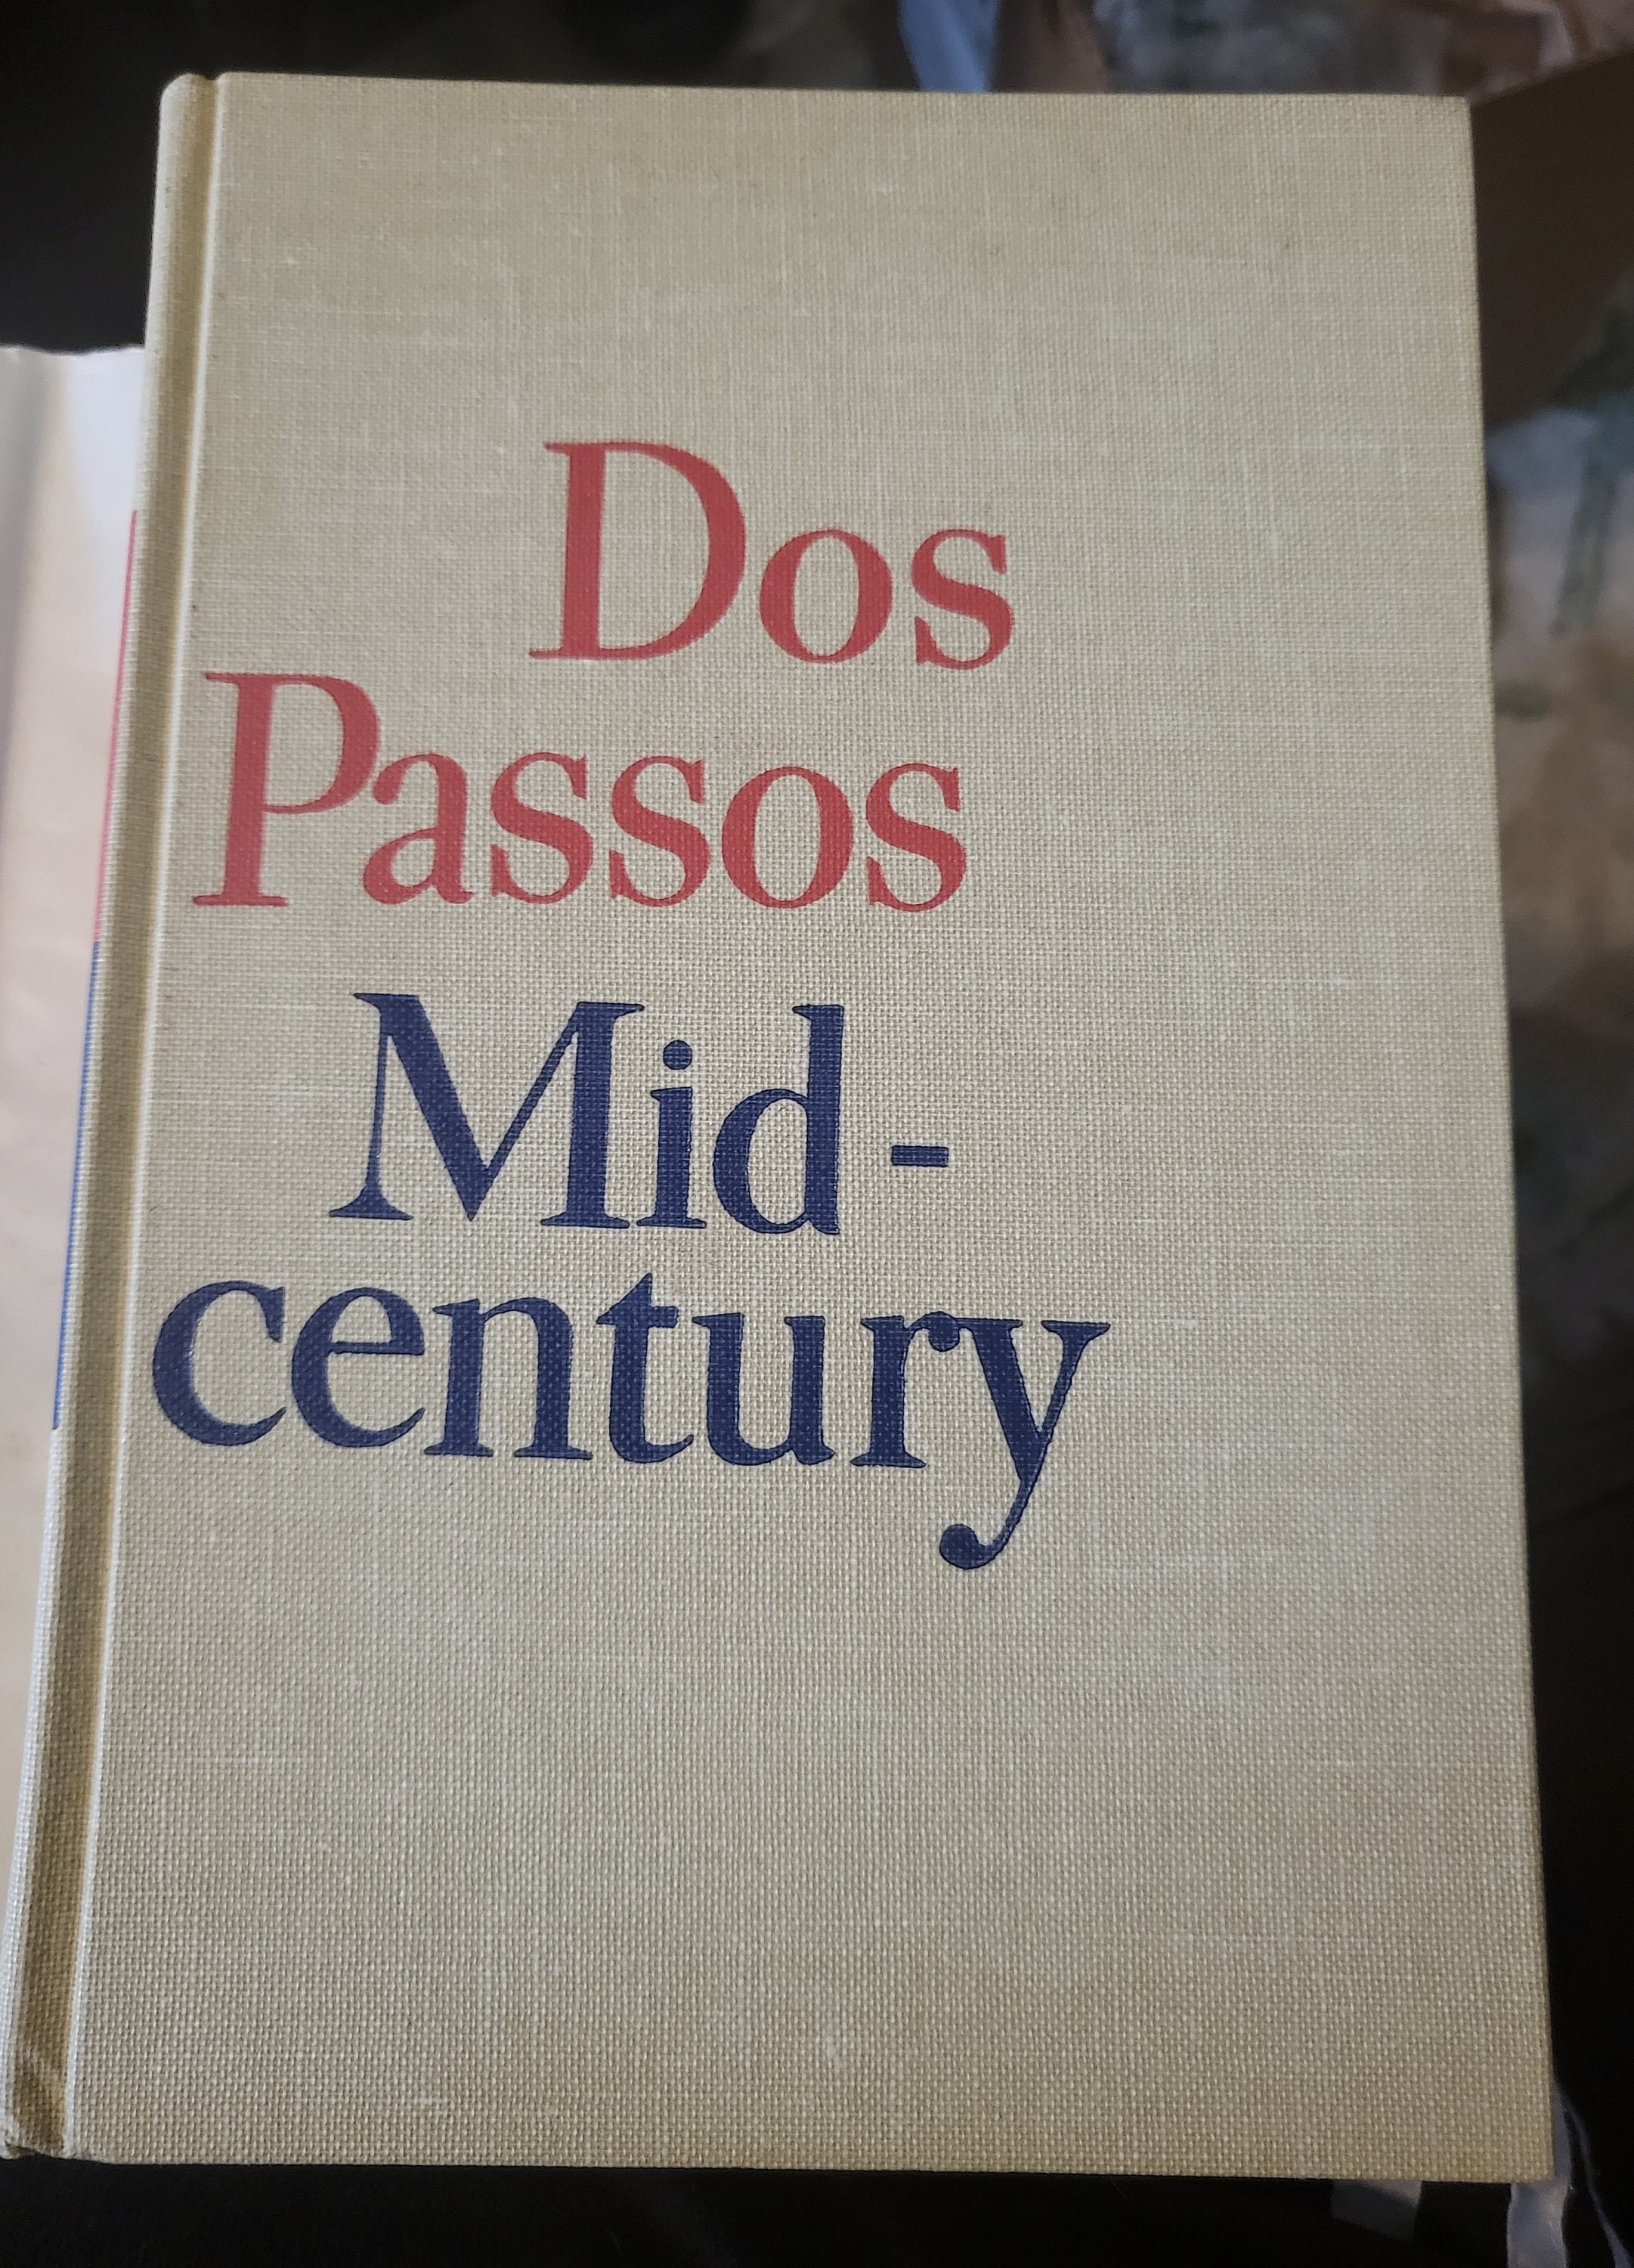 Dos
Passos
Mid-
century